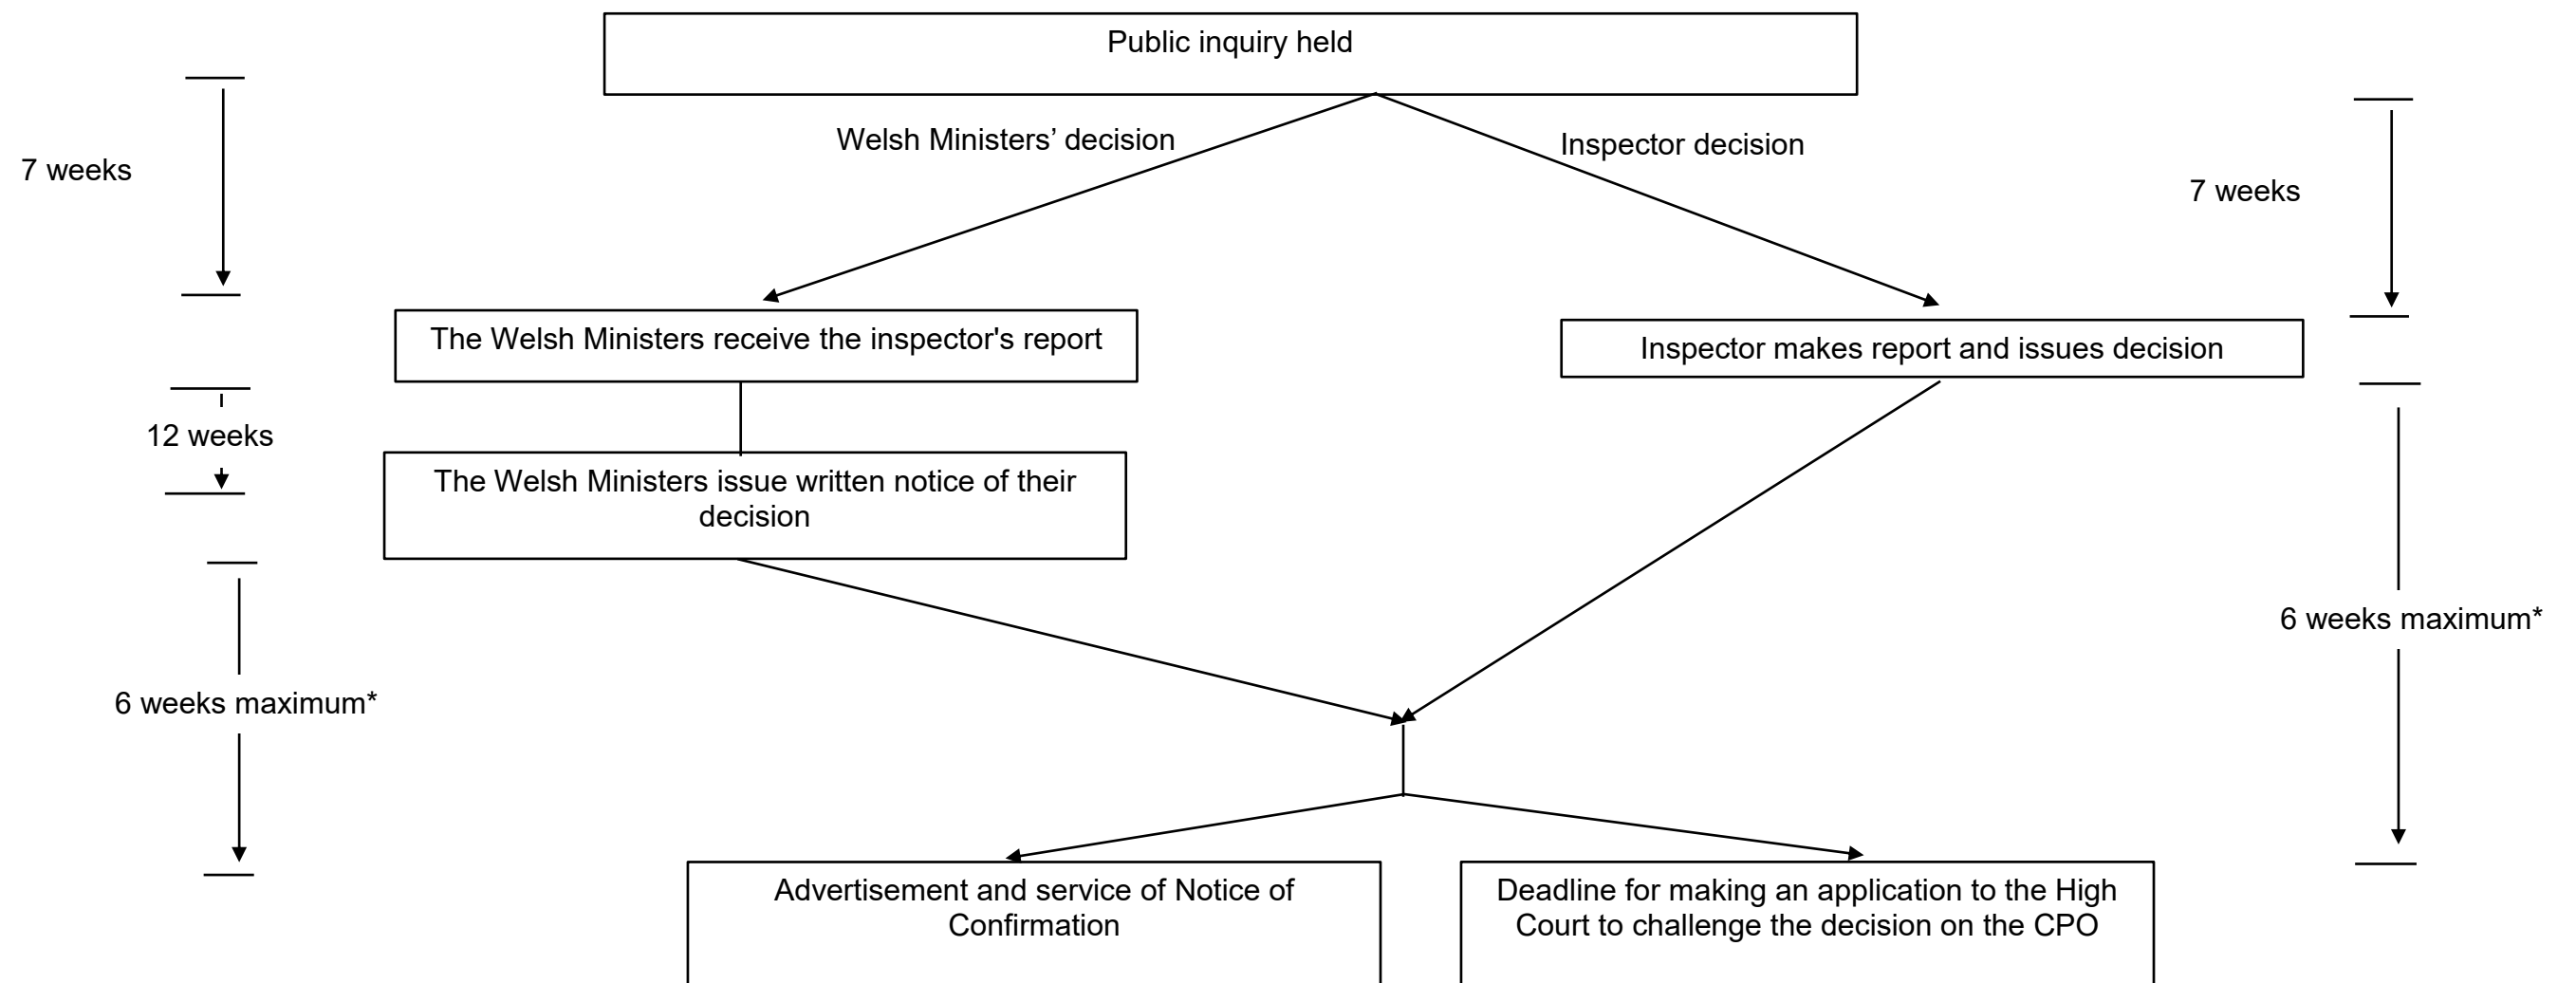 Public inquiry held
Welsh Ministers’ decision
Inspector decision
7 weeks
7 weeks
The Welsh Ministers receive the inspector's report
Inspector makes report and issues decision
12 weeks
The Welsh Ministers issue written notice of their
decision
6 weeks maximum*
6 weeks maximum*
Advertisement and service of Notice of
Confirmation
Deadline for making an application to the High
Court to challenge the decision on the CPO